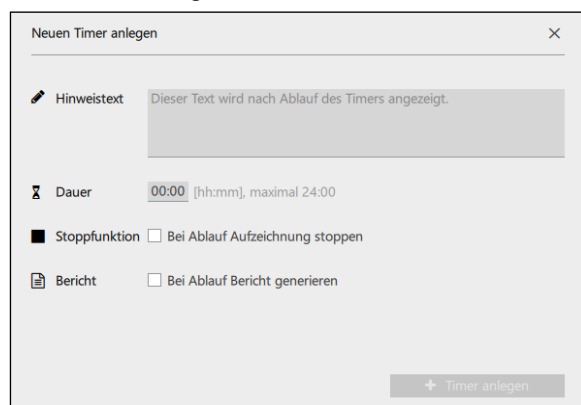 Neuen Timer anlegen
Hinweistext Dieser Text wird nach Ablauf des Timers angezeigt.
Dauer 00:00 [hh:mm], maximal 24:00
Stoppfunktion Bei Ablauf Aufzeichnung stoppen
Bericht Bei Ablauf Bericht generieren
+ Timer anlegen